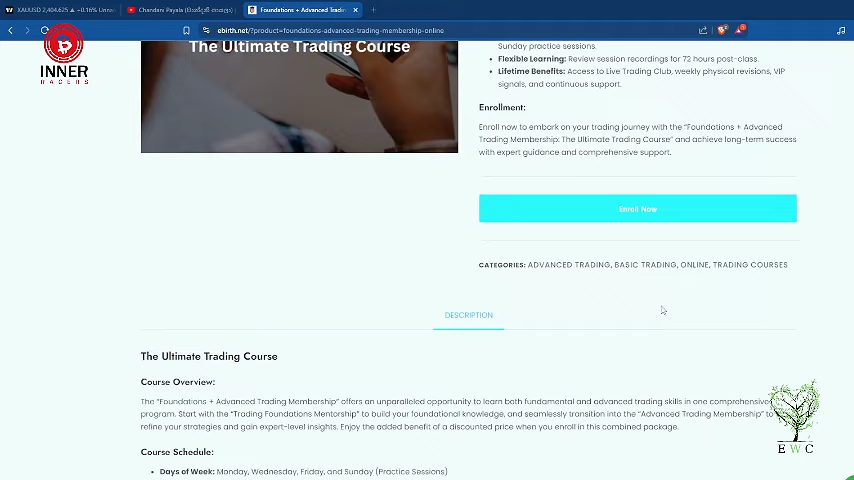 XAUUSD 2,404.625 ▲ +0.16% Unna
Chandani Payala
Foundations + Advanced Tradin
ebirth.net/?product=foundations-advanced-trading-membership-online
INNER
RACERS
The Ultimate Trading Course
Sunday practice sessions.
• Flexible Learning: Review session recordings for 72 hours post-class.
• Lifetime Benefits: Access to Live Trading Club, weekly physical revisions, VIP
signals, and continuous support.
Enrollment:
Enroll now to embark on your trading journey with the "Foundations + Advanced
Trading Membership: The Ultimate Trading Course" and achieve long-term success
with expert guidance and comprehensive support.
Enroll Now
CATEGORIES: ADVANCED TRADING, BASIC TRADING, ONLINE, TRADING COURSES
DESCRIPTION
The Ultimate Trading Course
Course Overview:
The "Foundations + Advanced Trading Membership" offers an unparalleled opportunity to learn both fundamental and advanced trading skills in one comprehensive
program. Start with the "Trading Foundations Mentorship" to build your foundational knowledge, and seamlessly transition into the "Advanced Trading Membership" to
refine your strategies and gain expert-level insights. Enjoy the added benefit of a discounted price when you enroll in this combined package.
Course Schedule:
• Days of Week: Monday, Wednesday, Friday, and Sunday (Practice Sessions)
E W C